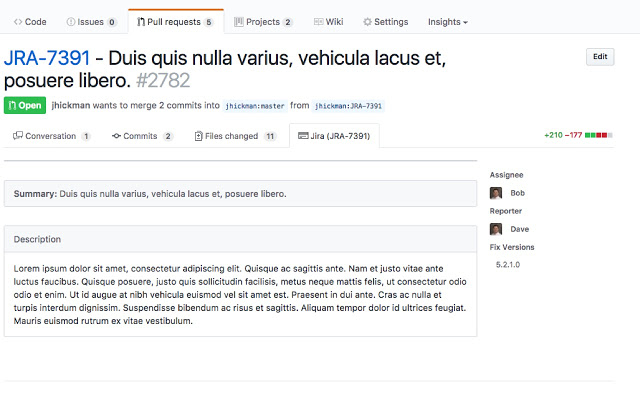 Code Issues 0 Pull requests 5 Projects 2 Wiki Settings Insights
JRA-7391 - Duis quis nulla varius, vehicula lacus et,
posuere libero. #2782
Edit
Open jhickman wants to merge 2 commits into jhickman:master from jhickman:JRA-7391
Conversation 1 Commits 2 Files changed 11 Jira (JRA-7391) +210 −177
Summary: Duis quis nulla varius, vehicula lacus et, posuere libero.
Description
Lorem ipsum dolor sit amet, consectetur adipiscing elit. Quisque ac sagittis ante. Nam et justo vitae ante
luctus faucibus. Quisque posuere, justo quis sollicitudin facilisis, metus neque mattis felis, ut consectetur odio
odio et enim. Ut id augue at nibh vehicula euismod vel sit amet est. Praesent in dui ante. Cras ac nulla et
turpis interdum dignissim. Suspendisse bibendum ac risus et sagittis. Aliquam tempor dolor id ultrices feugiat.
Mauris euismod rutrum ex vitae vestibulum.
Assignee
Bob
Reporter
Dave
Fix Versions
5.2.1.0